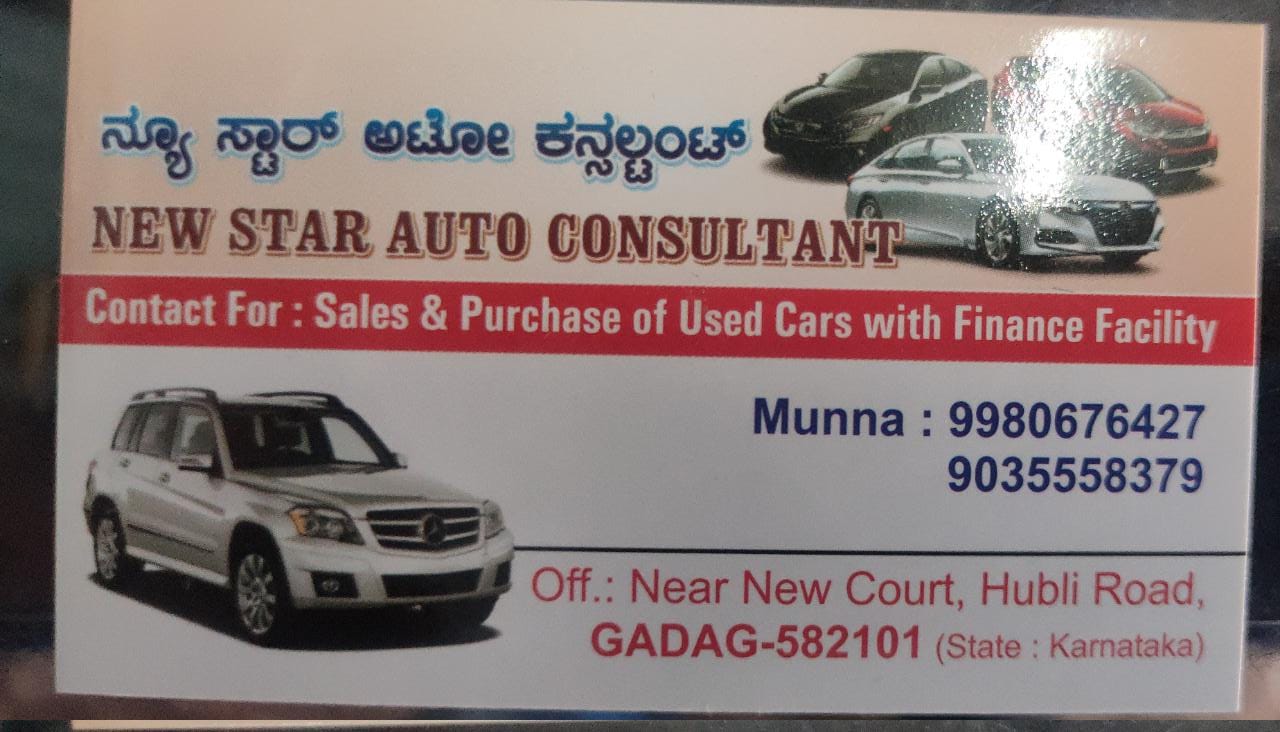 ನ್ಯೂ ಸ್ಟಾರ್ ಅಟೋ ಕನ್ಸಲ್ಟಂಟ್
NEW STAR AUTO CONSULTANT
Contact For : Sales & Purchase of Used Cars with Finance Facility
Munna : 9980676427
9035558379
Off.: Near New Court, Hubli Road,
GADAG-582101 (State : Karnataka)